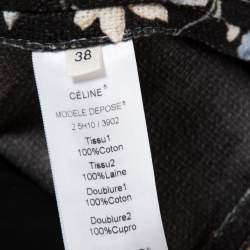 38
CÉLINE®
MODELE DEPOSE®
2 5H10 / 3902
Tissu1
100%Coton
Tissu2
100%Laine
Doublure1
100%Coton
Doublure2
100%Cupro